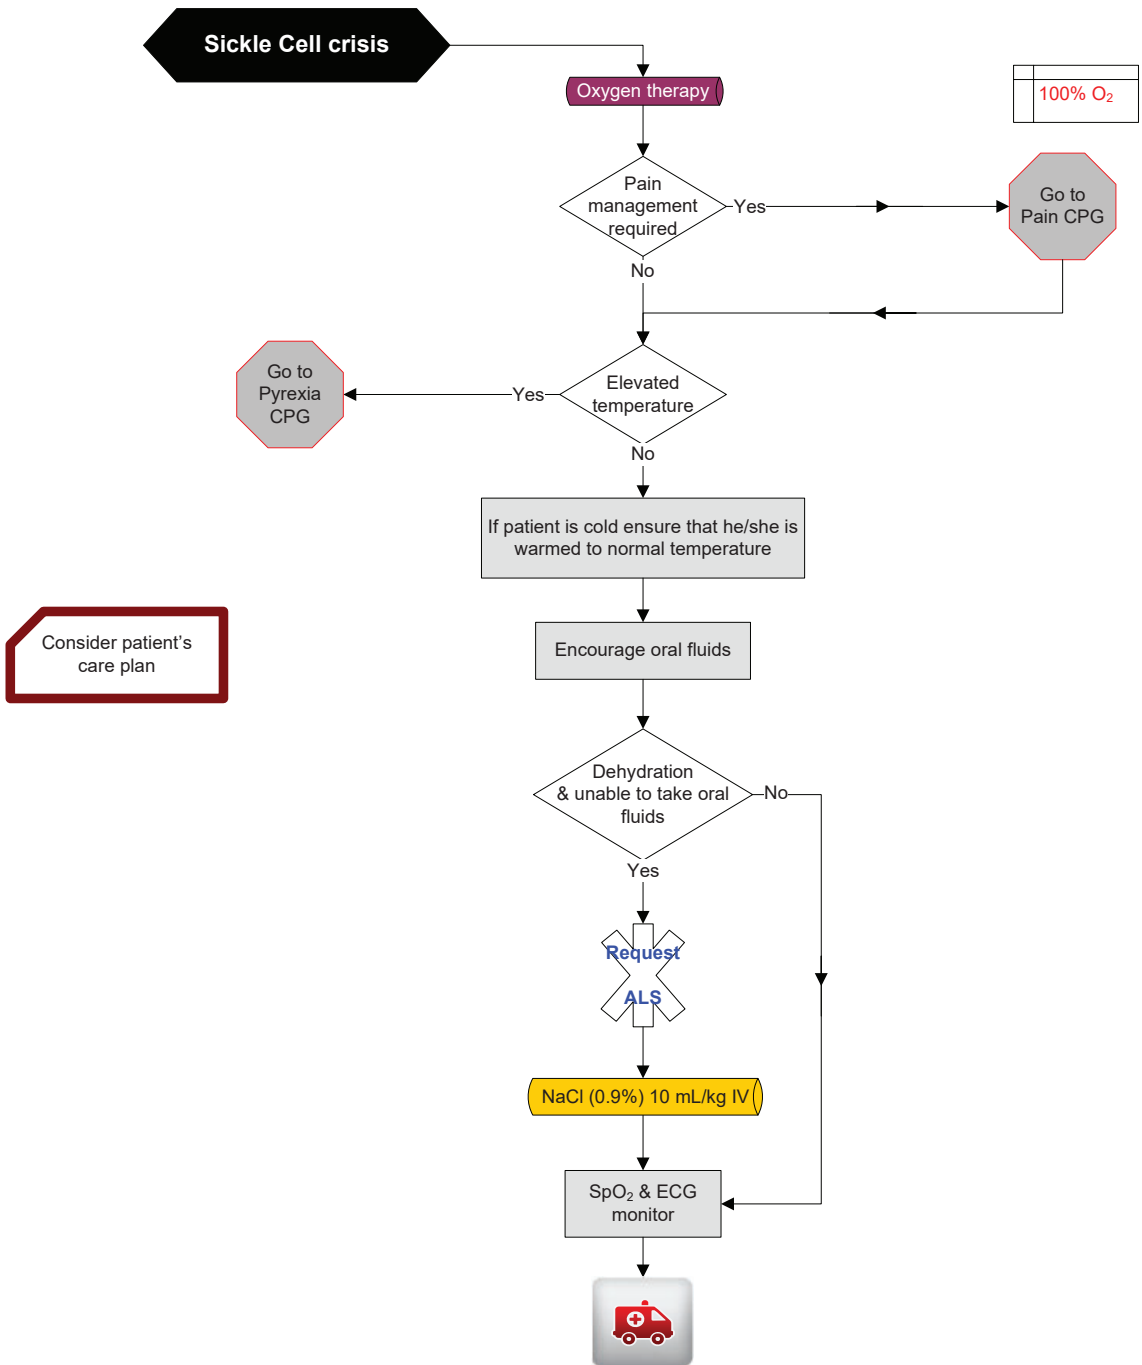 Sickle Cell crisis
Oxygen therapy
100% O₂
Pain
management
required
Yes
Go to
Pain CPG
No
Elevated
temperature
Yes
Go to
Pyrexia
CPG
No
If patient is cold ensure that he/she is
warmed to normal temperature
Consider patient’s
care plan
Encourage oral fluids
Dehydration
& unable to take oral
fluids
No
Yes
Request
ALS
NaCl (0.9%) 10 mL/kg IV
SpO₂ & ECG
monitor